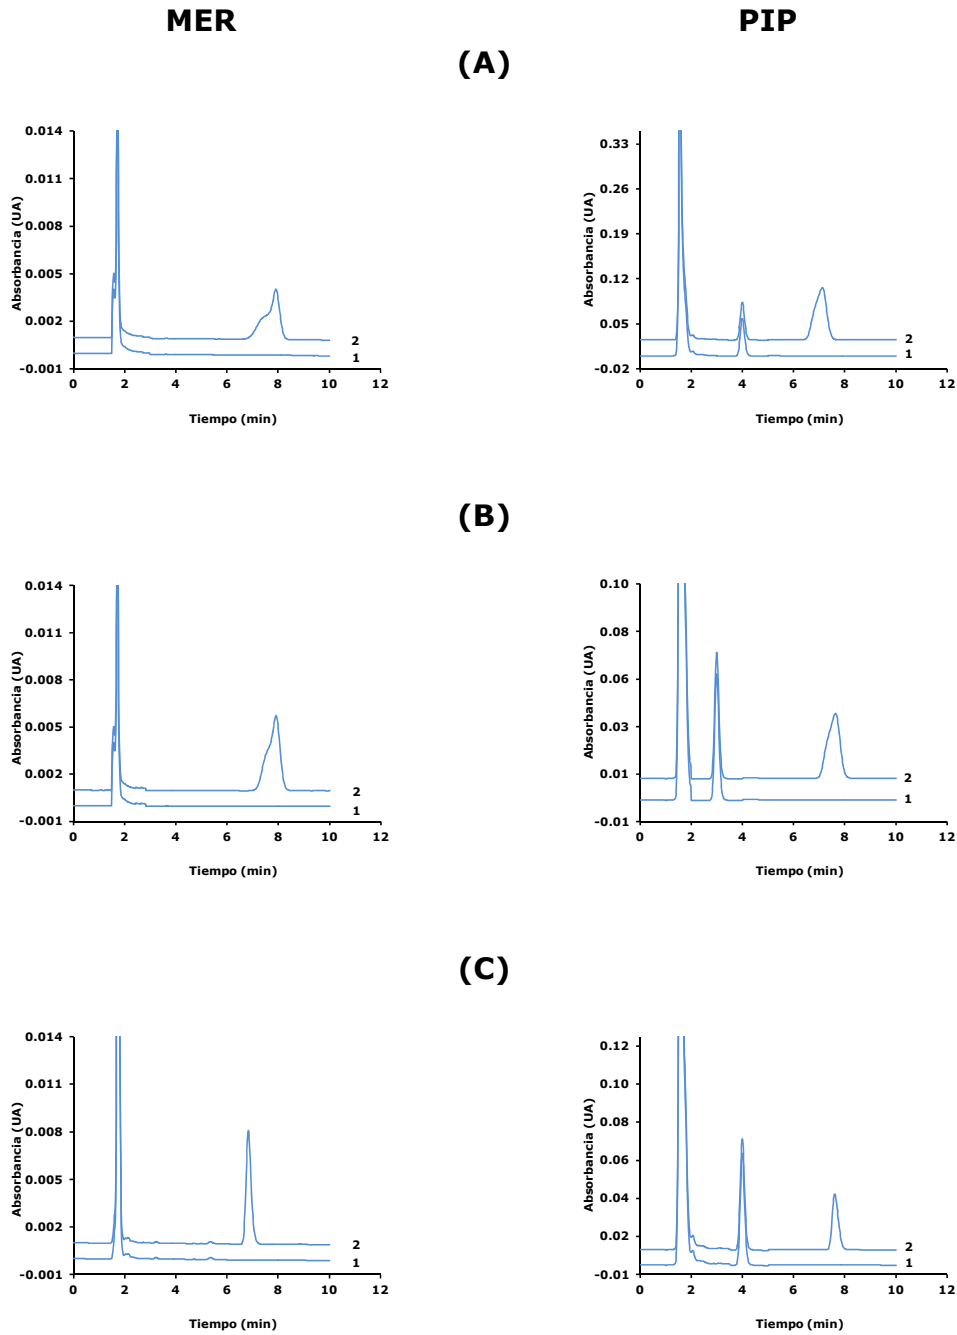 MER
PIP
(A)
0.014
0.011
0.008
0.005
0.002
-0.001
Absorbancia (UA)
0 2 4 6 8 10 12
Tiempo (min)
2
1
0.33
0.26
0.19
0.12
0.05
-0.02
Absorbancia (UA)
0 2 4 6 8 10 12
Tiempo (min)
2
1
(B)
0.014
0.011
0.008
0.005
0.002
-0.001
Absorbancia (UA)
0 2 4 6 8 10 12
Tiempo (min)
2
1
0.10
0.08
0.06
0.03
0.01
-0.01
Absorbancia (UA)
0 2 4 6 8 10 12
Tiempo (min)
2
1
(C)
0.014
0.011
0.008
0.005
0.002
-0.001
Absorbancia (UA)
0 2 4 6 8 10 12
Tiempo (min)
2
1
0.12
0.10
0.08
0.06
0.04
0.02
-0.01
Absorbancia (UA)
0 2 4 6 8 10 12
Tiempo (min)
2
1